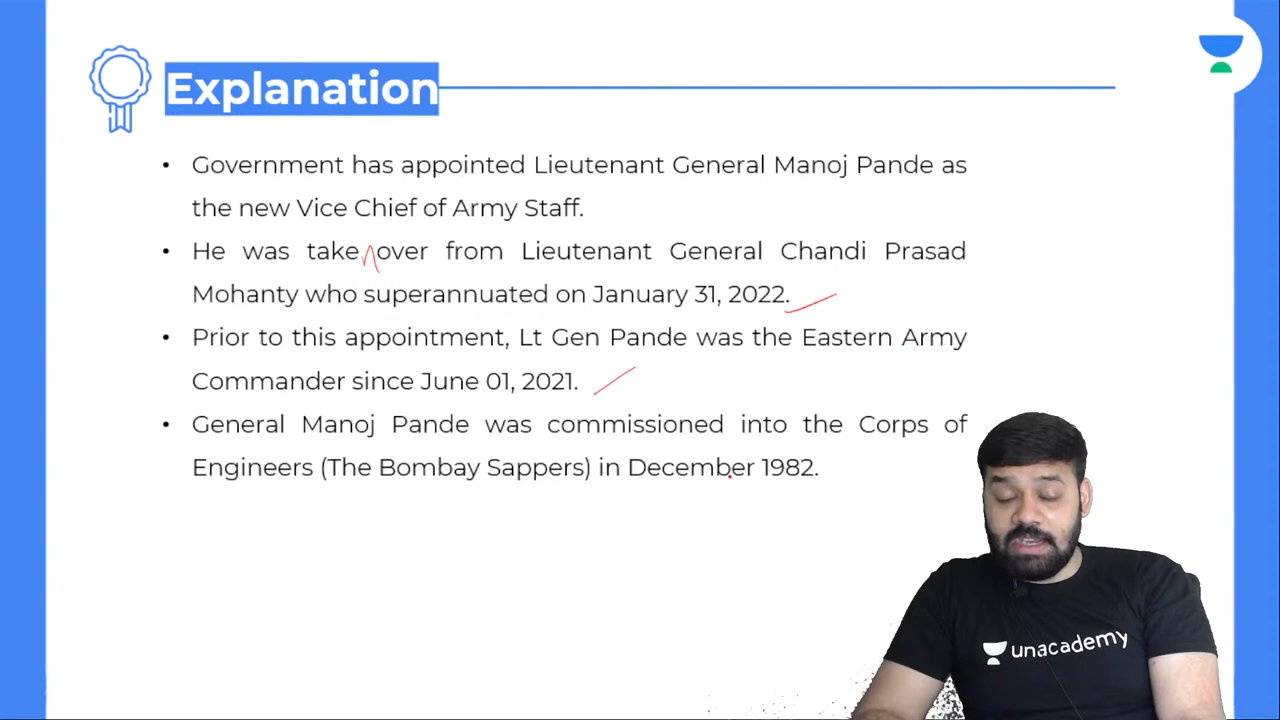 Explanation
• Government has appointed Lieutenant General Manoj Pande as
the new Vice Chief of Army Staff.
• He was take over from Lieutenant General Chandi Prasad
Mohanty who superannuated on January 31, 2022.
• Prior to this appointment, Lt Gen Pande was the Eastern Army
Commander since June 01, 2021.
• General Manoj Pande was commissioned into the Corps of
Engineers (The Bombay Sappers) in December 1982.
unacademy